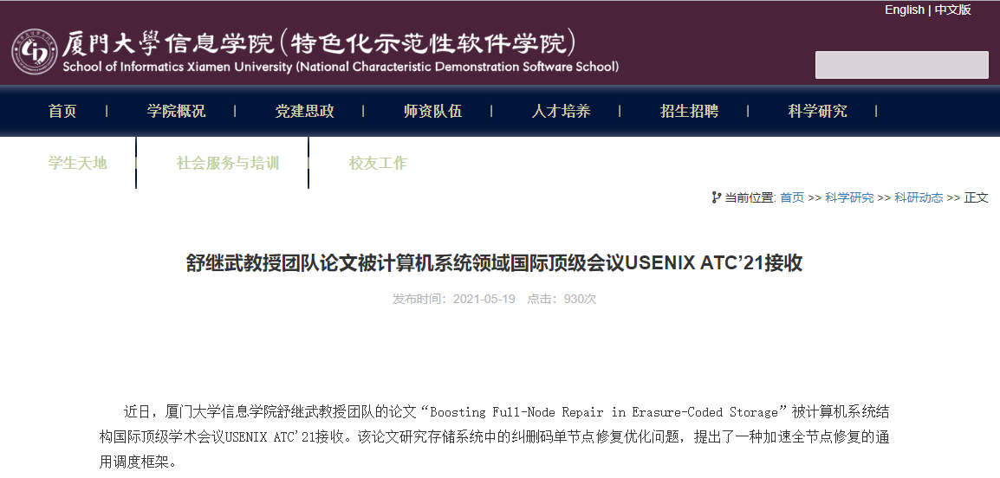 English | 中文版
厦門大學信息学院(特色化示范性软件学院)
School of Informatics Xiamen University (National Characteristic Demonstration Software School)
首页 | 学院概况 | 党建思政 | 师资队伍 | 人才培养 | 招生招聘 | 科学研究 |
学生天地 社会服务与培训 校友工作
当前位置: 首页 >> 科学研究 >> 科研动态 >> 正文
舒继武教授团队论文被计算机系统领域国际顶级会议USENIX ATC’21接收
发布时间：2021-05-19 点击：930次
近日，厦门大学信息学院舒继武教授团队的论文“Boosting Full-Node Repair in Erasure-Coded Storage”被计算机系统结
构国际顶级学术会议USENIX ATC'21接收。该论文研究存储系统中的纠删码单节点修复优化问题，提出了一种加速全节点修复的通
用调度框架。